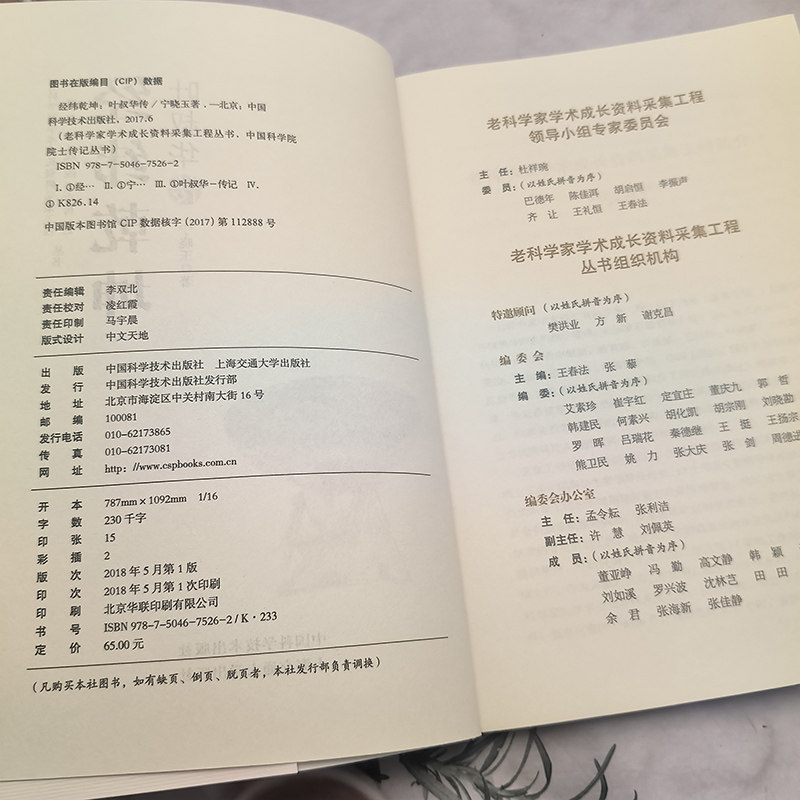 图书在版编目（CIP）数据
经纬乾坤：叶叔华传／宁晓玉著．—北京：中国
科学技术出版社，2017.6
（老科学家学术成长资料采集工程丛书．中国科学院
院士传记丛书）
ISBN 978-7-5046-7526-2
Ⅰ.①经… Ⅱ.①宁… Ⅲ.①叶叔华-传记 Ⅳ.
①K826.14
中国版本图书馆 CIP 数据核字（2017）第 112888 号
责任编辑 李双北
责任校对 凌红霞
责任印制 马宇晨
版式设计 中文天地
出 版 中国科学技术出版社 上海交通大学出版社
发 行 中国科学技术出版社发行部
地 址 北京市海淀区中关村南大街 16 号
邮 编 100081
发行电话 010-62173865
传 真 010-62173081
网 址 http://www.cspbooks.com.cn
开 本 787mm×1092mm 1/16
字 数 230 千字
印 张 15
彩 插 2
版 次 2018 年 5 月第 1 版
印 次 2018 年 5 月第 1 次印刷
印 刷 北京华联印刷有限公司
书 号 ISBN 978-7-5046-7526-2 / K·233
定 价 65.00 元
（凡购买本社图书，如有缺页、倒页、脱页者，本社发行部负责调换）
老科学家学术成长资料采集工程
领导小组专家委员会
主 任：杜祥琬
委 员：（以姓氏拼音为序）
巴德年 陈佳洱 胡启恒 李振声
齐 让 王礼恒 王春法
老科学家学术成长资料采集工程
丛书组织机构
特邀顾问（以姓氏拼音为序）
樊洪业 方 新 谢克昌
编委会
主 编：王春法 张 藜
编 委：（以姓氏拼音为序）
艾素珍 崔宇红 定宜庄 董庆九 郭 哲
韩建民 何素兴 胡化凯 胡宗刚 刘晓勘
罗 晖 吕瑞花 秦德继 王 挺 王扬宗
熊卫民 姚 力 张大庆 张 剑 周德进
编委会办公室
主 任：孟令耘 张利洁
副主任：许 慧 刘佩英
成 员：（以姓氏拼音为序）
董亚峥 冯 勤 高文静 韩 颖
刘如溪 罗兴波 沈林芑 田 田
余 君 张海新 张佳静